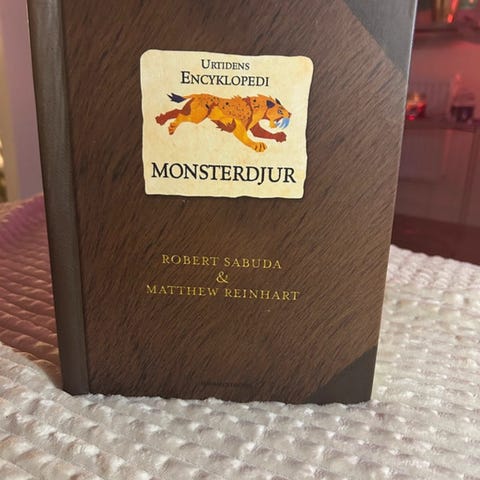 URTIDENS
ENCYKLOPEDI
MONSTERDJUR
ROBERT SABUDA
&
MATTHEW REINHART